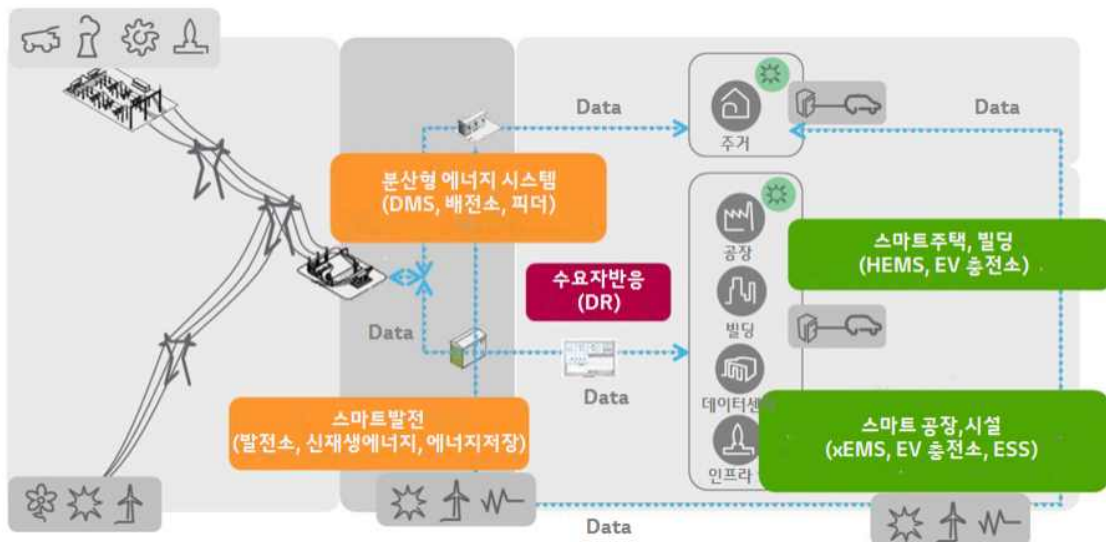 Data
주거
Data
분산형 에너지 시스템
(DMS, 배전소, 피더)
공장
스마트주택, 빌딩
(HEMS, EV 충전소)
수요자반응
(DR)
Data
빌딩
Data
데이터센
스마트발전
(발전소, 신재생에너지, 에너지저장)
스마트 공장,시설
(xEMS, EV 충전소, ESS)
인프라
Data